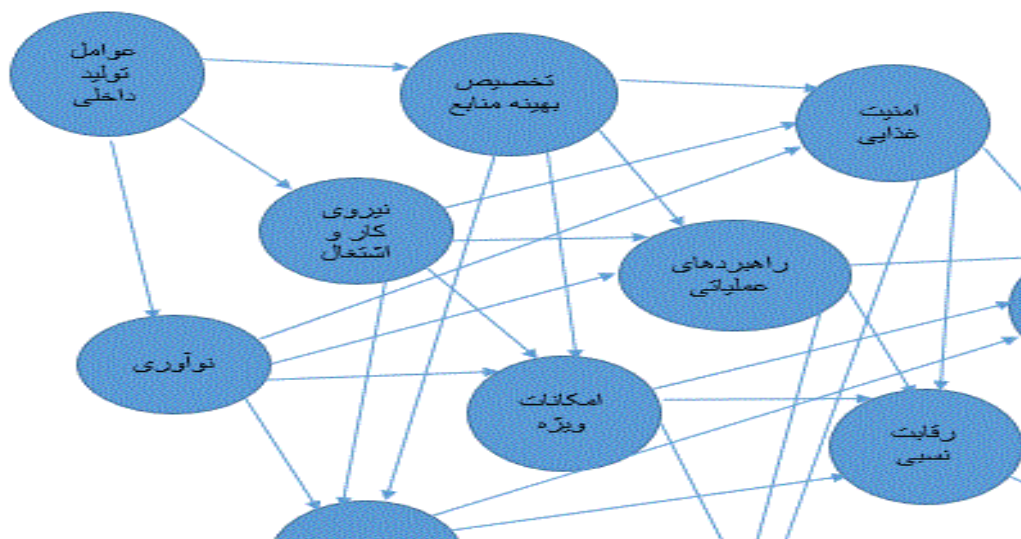 عوامل
تولید
داخلی
تخصیص
بهینه منابع
امنیت
غذایی
نیروی
کار و
اشتغال
راهبردهای
عملیاتی
نوآوری
امکانات
ویژه
رقابت
نسبی